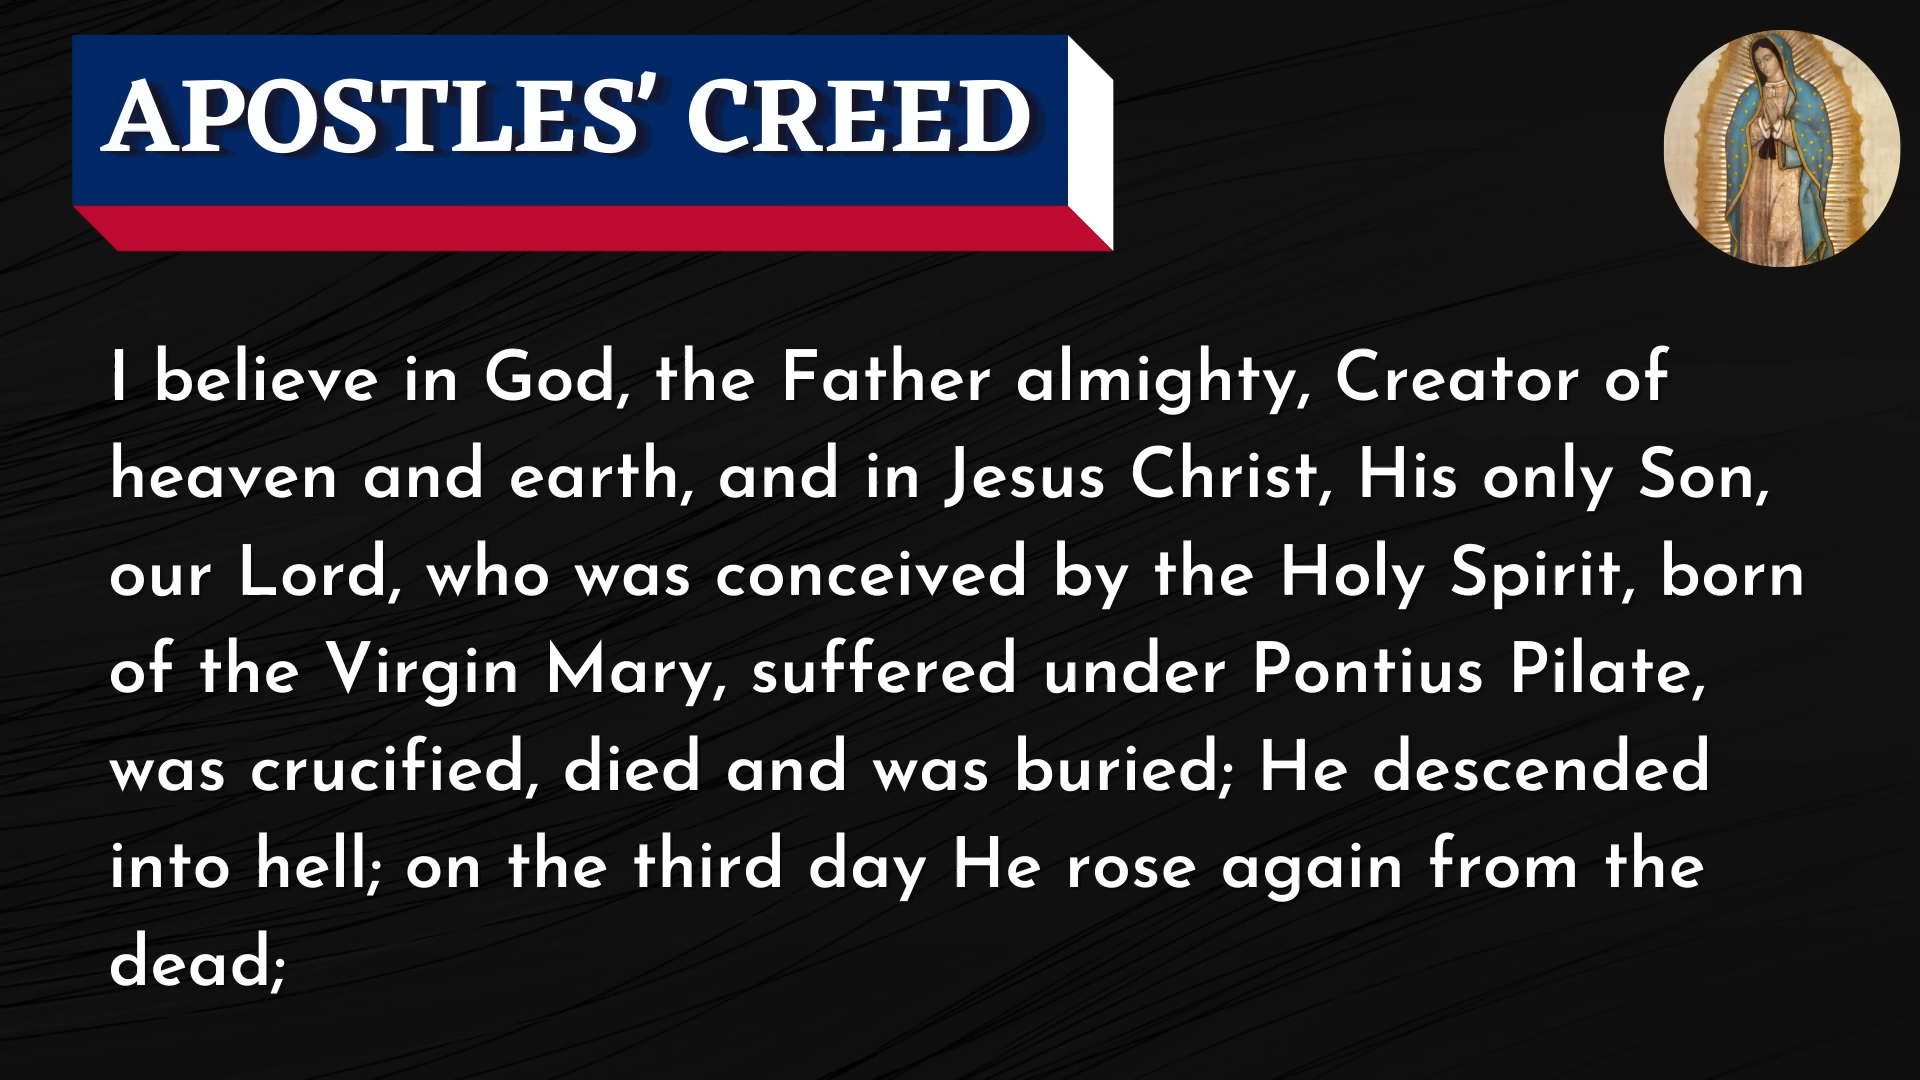 APOSTLES’ CREED
I believe in God, the Father almighty, Creator of
heaven and earth, and in Jesus Christ, His only Son,
our Lord, who was conceived by the Holy Spirit, born
of the Virgin Mary, suffered under Pontius Pilate,
was crucified, died and was buried; He descended
into hell; on the third day He rose again from the
dead;